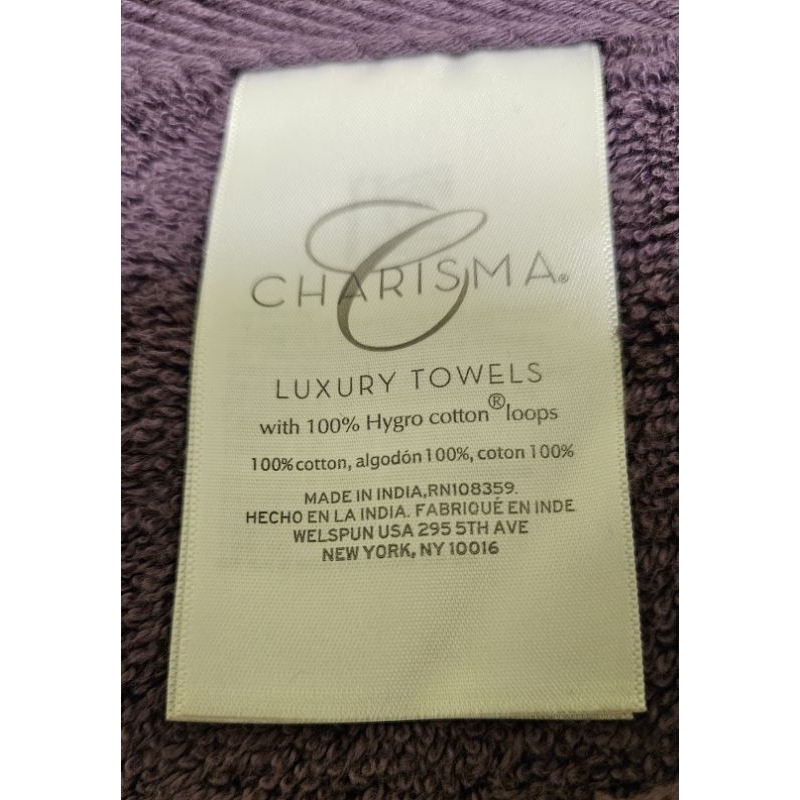 C
CHARISMA®
LUXURY TOWELS
with 100% Hygro cotton® loops
100% cotton, algodón 100%, coton 100%
MADE IN INDIA,RN108359.
HECHO EN LA INDIA. FABRIQUÉ EN INDE
WELSPUN USA 295 5TH AVE
NEW YORK, NY 10016